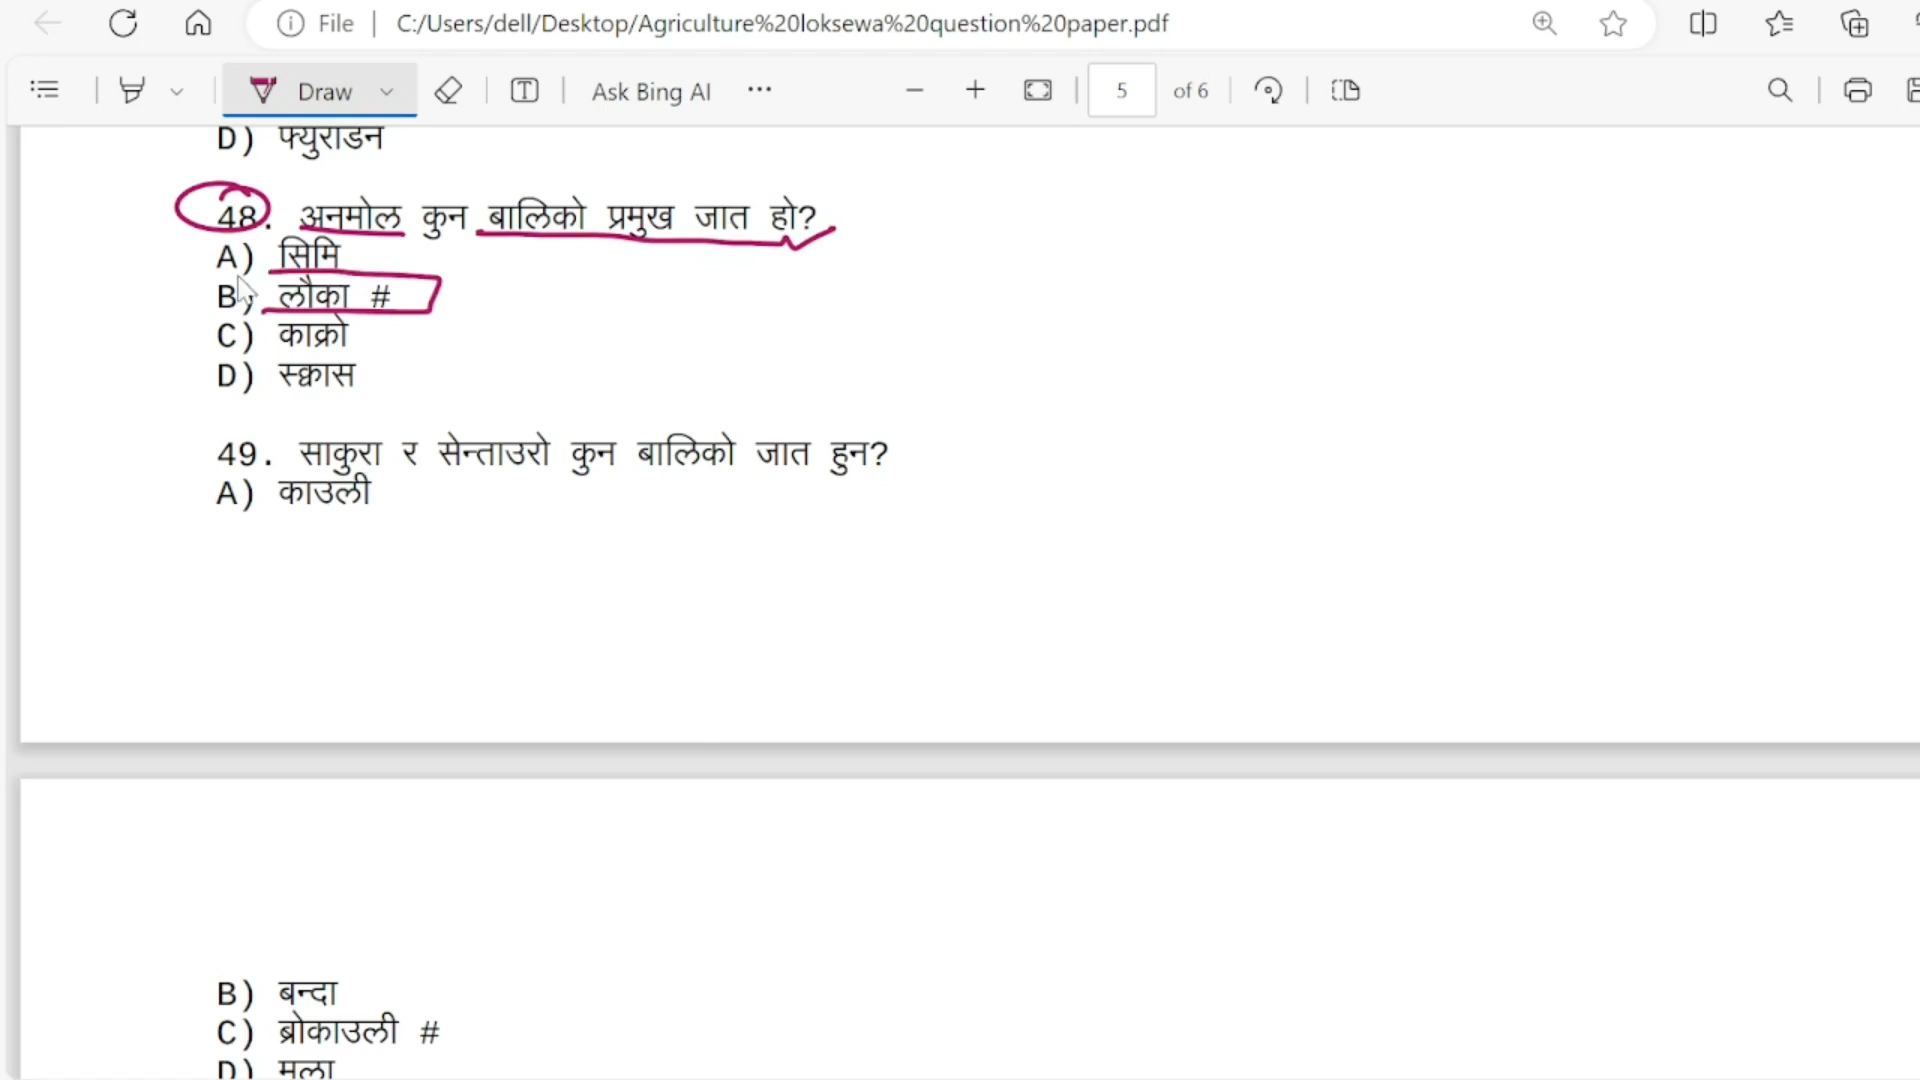 File | C:/Users/dell/Desktop/Agriculture%20loksewa%20question%20paper.pdf
Draw Ask Bing AI ... 5 of 6
D) फ्युराडन
48. अनमोल कुन बालिको प्रमुख जात हो?
A) सिमि
B) लौका #
C) काक्रो
D) स्क्वास
49. साकुरा र सेन्ताउरो कुन बालिको जात हुन?
A) काउली
B) बन्दा
C) ब्रोकाउली #
D) मुला